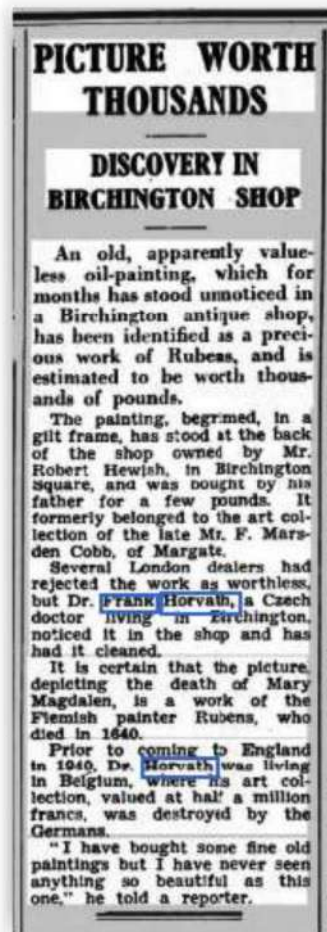 PICTURE WORTH
THOUSANDS
DISCOVERY IN
BIRCHINGTON SHOP
An old, apparently value-
less oil-painting, which for
months has stood unnoticed in
a Birchington antique shop,
has been identified as a preci-
ous work of Rubens, and is
estimated to be worth thous-
ands of pounds.
The painting, begrimed, in a
gilt frame, has stood at the back
of the shop owned by Mr.
Robert Hewish, in Birchington
Square, and was bought by his
father for a few pounds. It
formerly belonged to the art col-
lection of the late Mr. F. Mars-
den Cobb, of Margate.
Several London dealers had
rejected the work as worthless,
but Dr. Frank Horvath, a Czech
doctor living in Birchington,
noticed it in the shop and has
had it cleaned.
It is certain that the picture,
depicting the death of Mary
Magdalen, is a work of the
Flemish painter Rubens, who
died in 1640.
Prior to coming to England
in 1940, Dr. Horvath was living
in Belgium, where his art col-
lection, valued at half a million
francs, was destroyed by the
Germans.
"I have bought some fine old
paintings but I have never seen
anything so beautiful as this
one," he told a reporter.